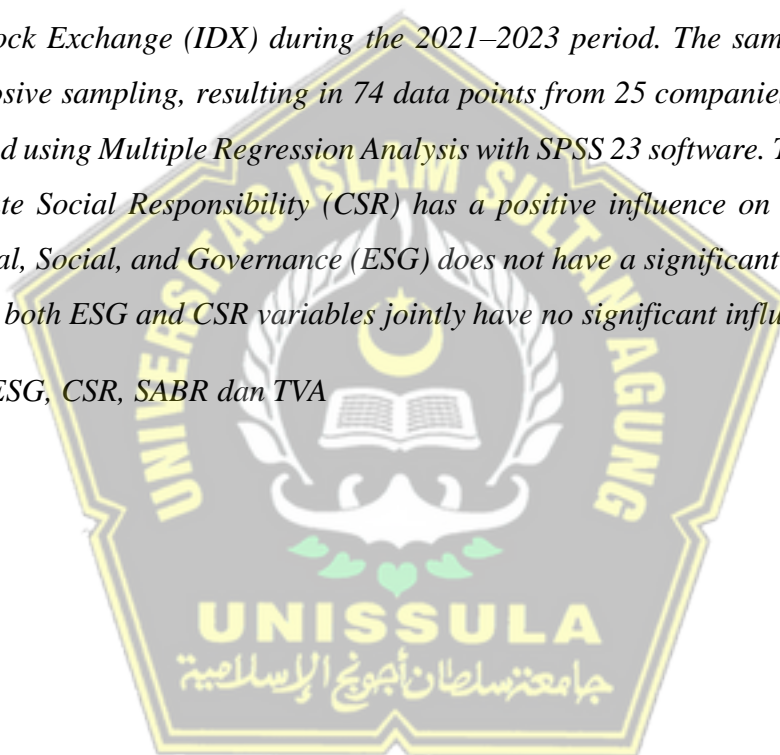 ock Exchange (IDX) during the 2021–2023 period. The sam
osive sampling, resulting in 74 data points from 25 companie
d using Multiple Regression Analysis with SPSS 23 software. T
te Social Responsibility (CSR) has a positive influence on
al, Social, and Governance (ESG) does not have a significant
both ESG and CSR variables jointly have no significant influ
ESG, CSR, SABR dan TVA
UNIVERSITAS ISLAM SULTAN AGUNG
UNISSULA
جامعتنسلطان أجونج الإسلامية